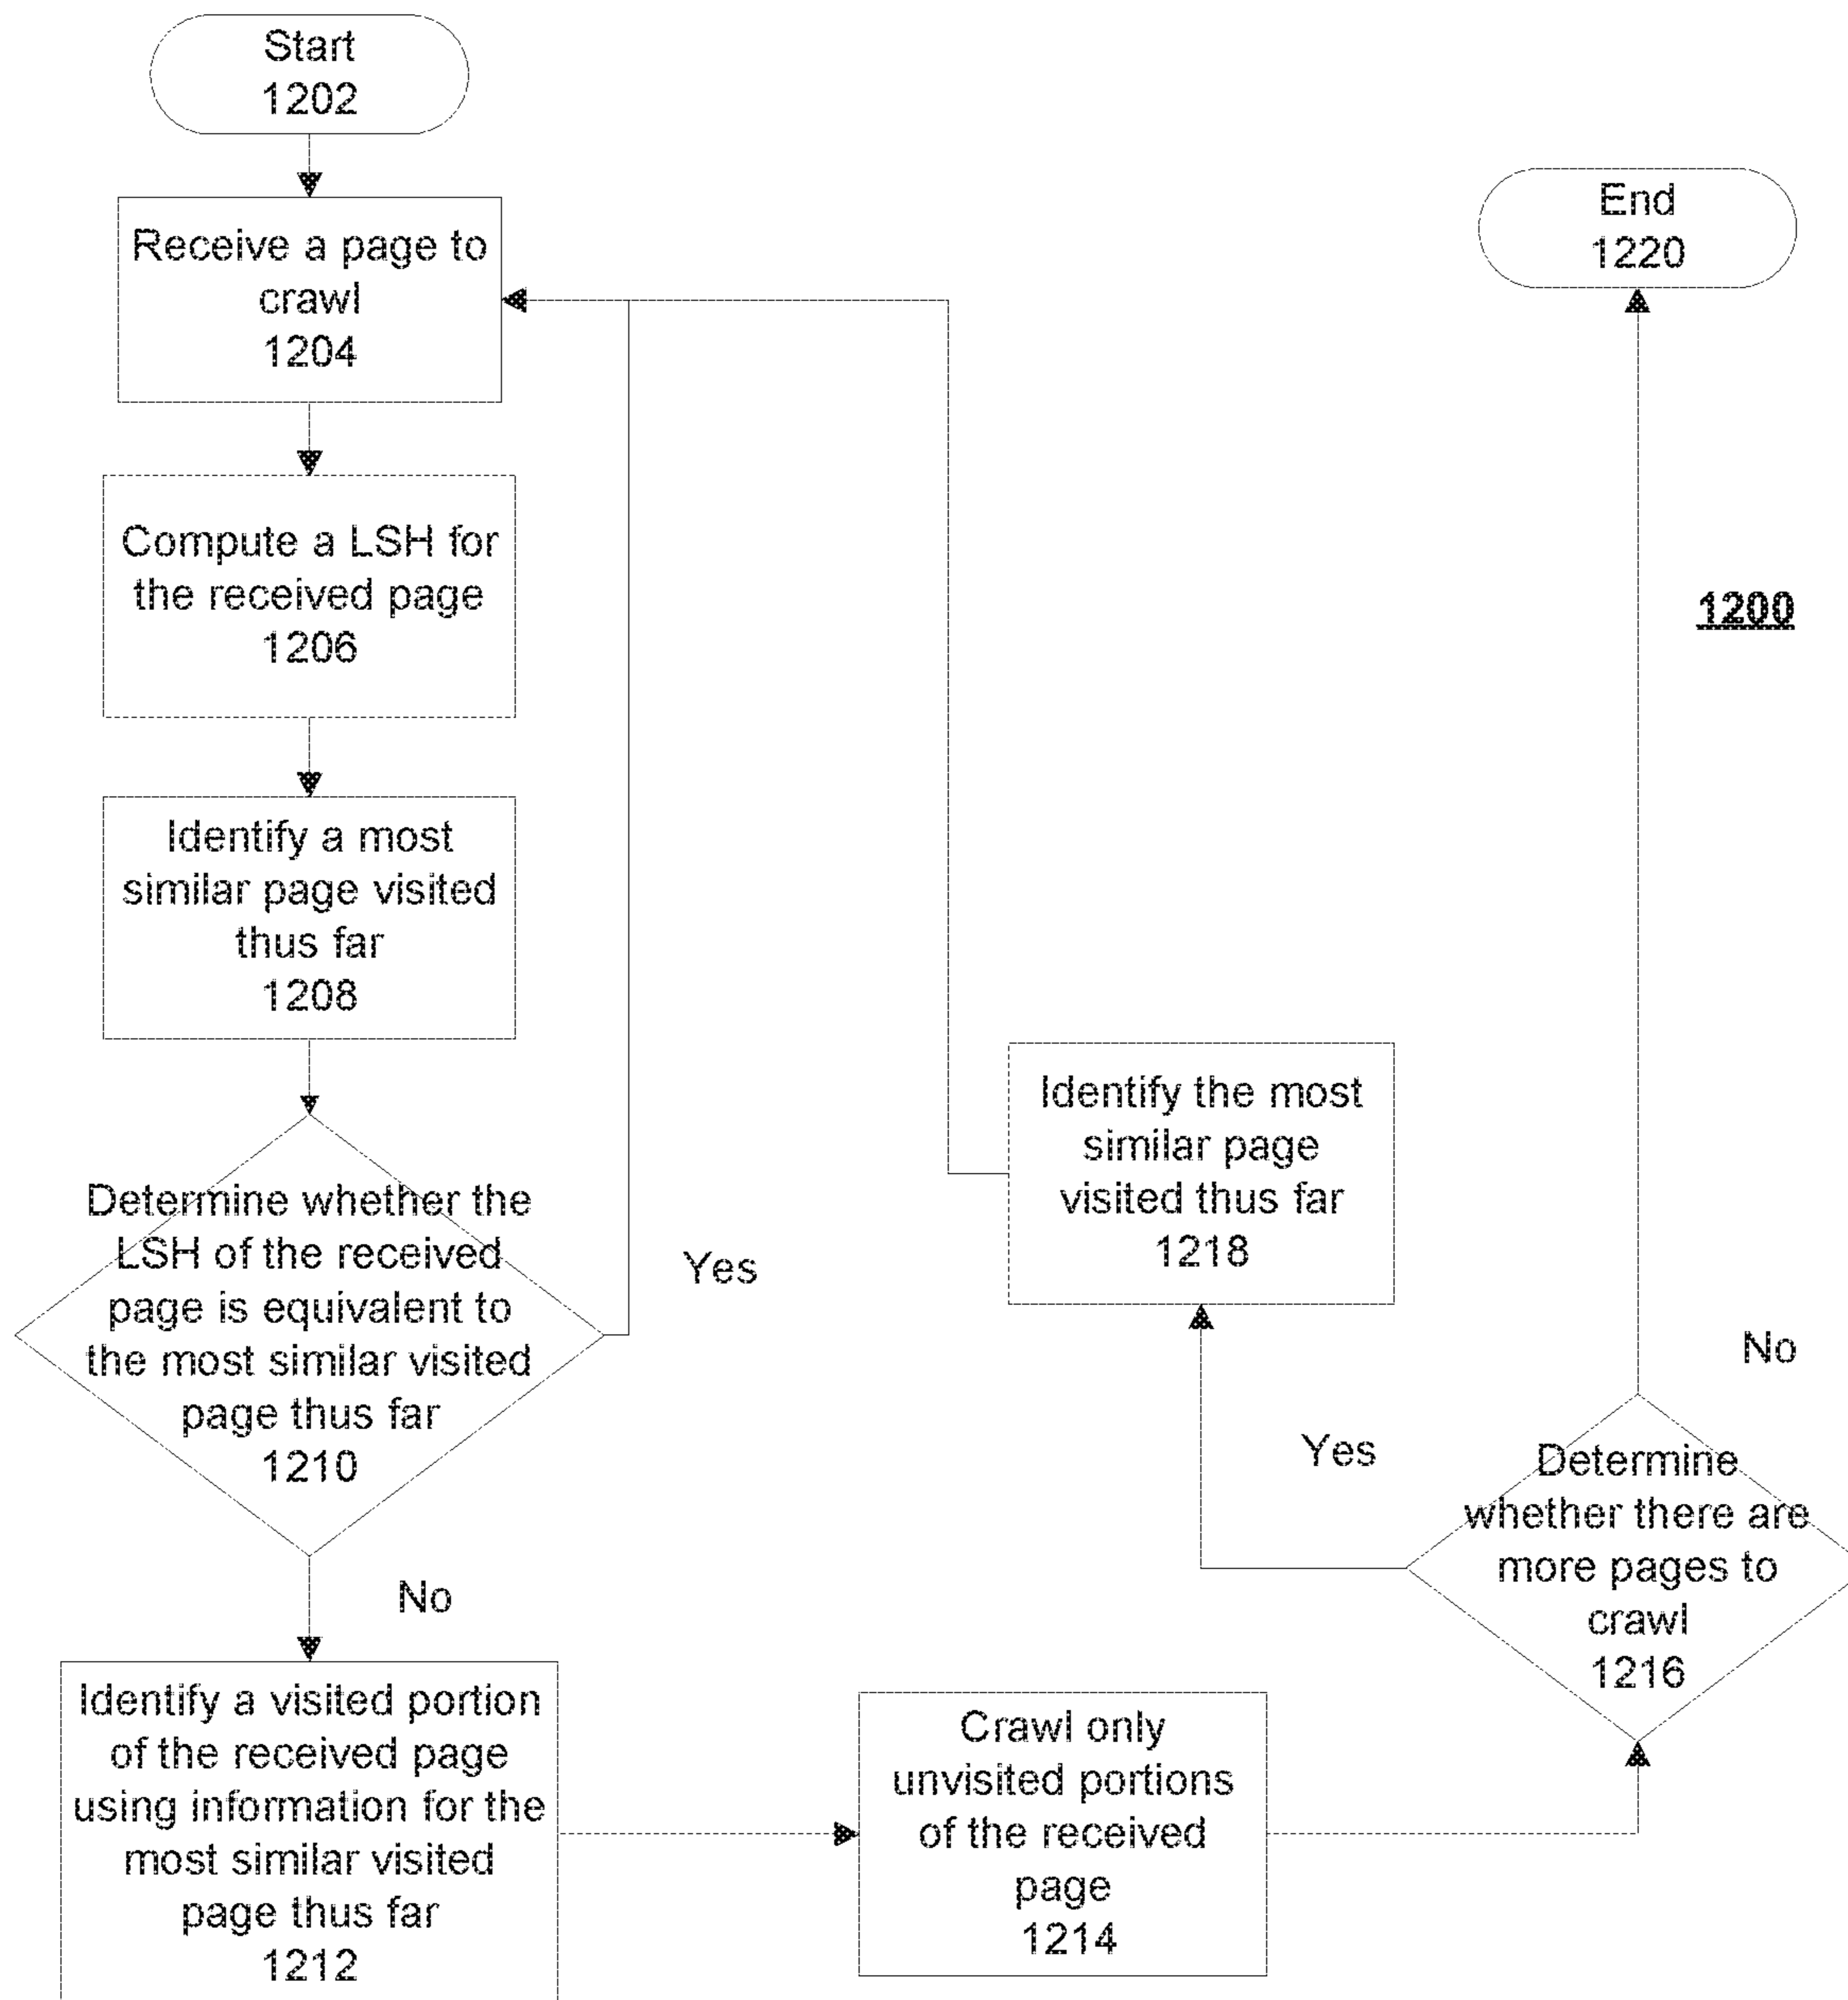 Start
1202
Receive a page to
crawl
1204
Compute a LSH for
the received page
1206
Identify a most
similar page visited
thus far
1208
Determine whether the
LSH of the received
page is equivalent to
the most similar visited
page thus far
1210
Yes
No
Identify a visited portion
of the received page
using information for the
most similar visited
page thus far
1212
Crawl only
unvisited portions
of the received
page
1214
Determine
whether there are
more pages to
crawl
1216
Yes
No
Identify the most
similar page
visited thus far
1218
End
1220
1200